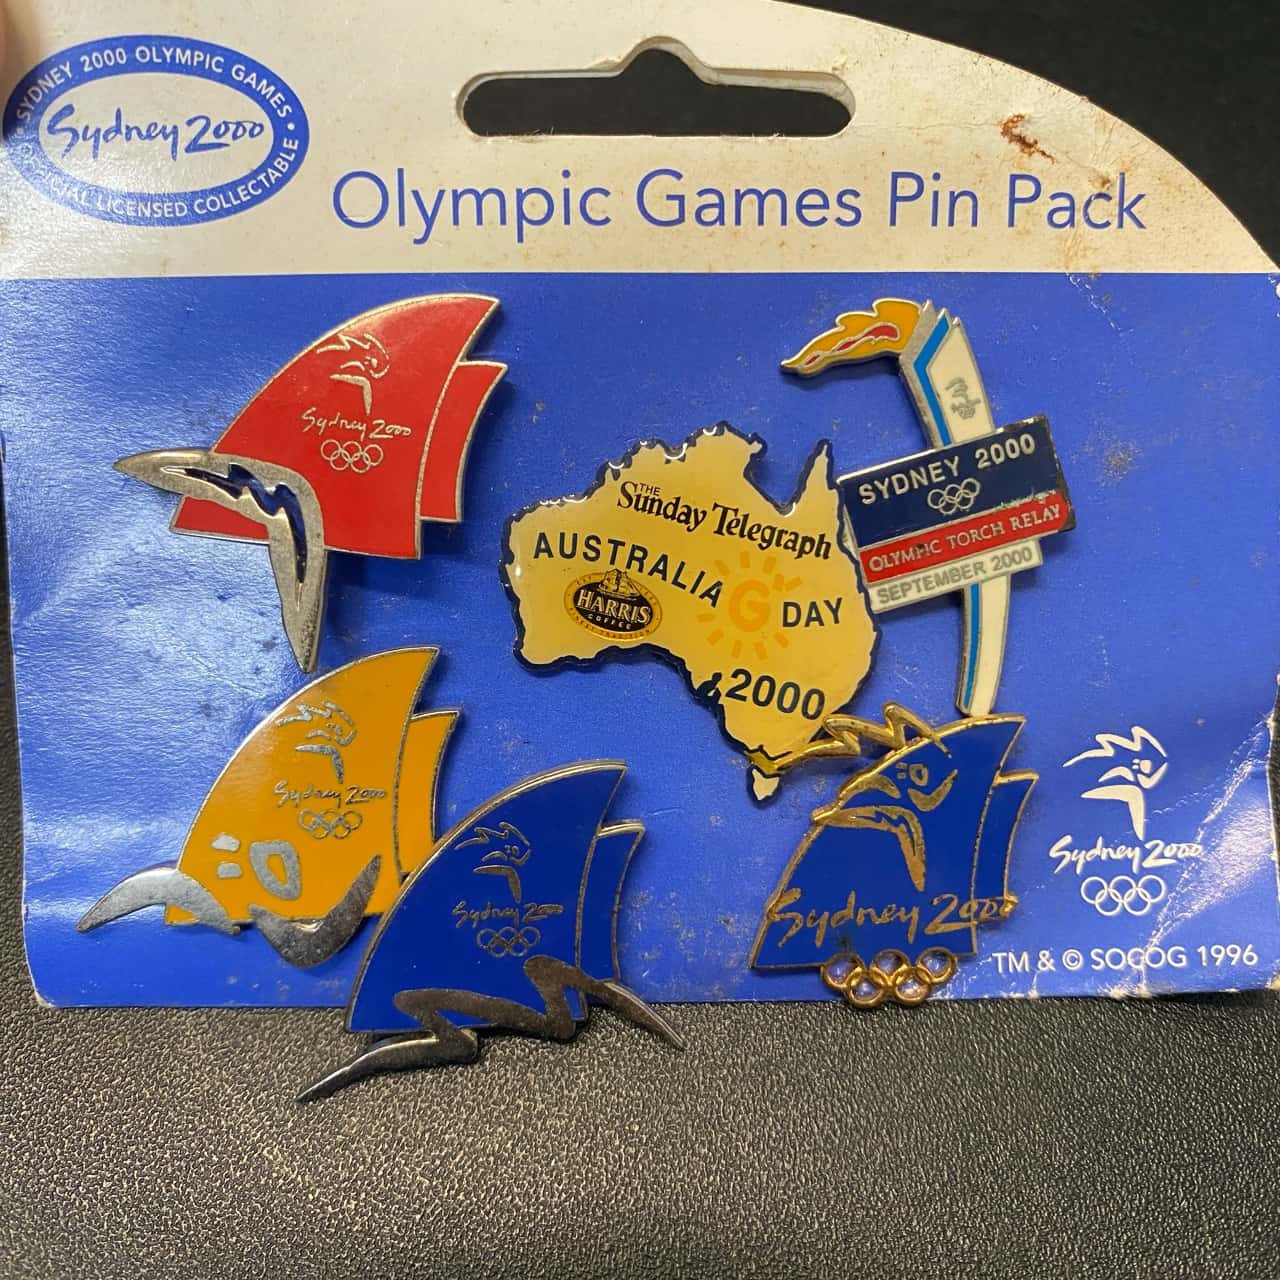 SYDNEY 2000 OLYMPIC GAMES
Sydney 2000
LICENSED COLLECTABLE
Olympic Games Pin Pack
Sydney 2000
THE
Sunday Telegraph
AUSTRALIA DAY
G
HARRIS
COFFEE
2000
SYDNEY 2000
OLYMPIC TORCH RELAY
SEPTEMBER 2000
Sydney 2000
Sydney 2000
Sydney 2000
Sydney 2000
TM & © SOCOG 1996